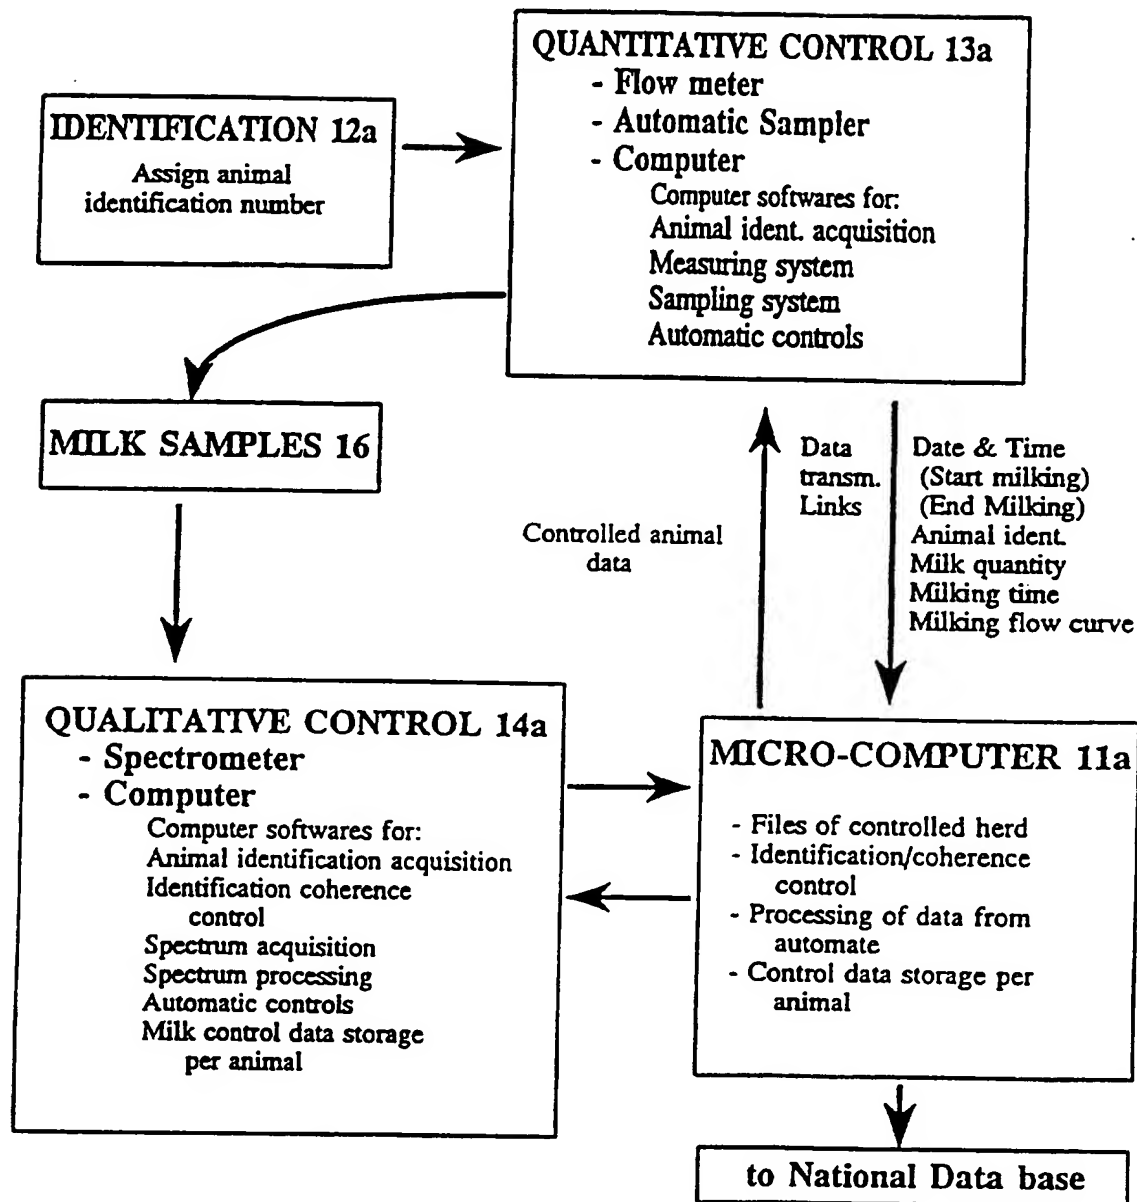 IDENTIFICATION 12a
Assign animal
identification number
QUANTITATIVE CONTROL 13a
- Flow meter
- Automatic Sampler
- Computer
Computer softwares for:
Animal ident. acquisition
Measuring system
Sampling system
Automatic controls
MILK SAMPLES 16
Controlled animal
data
Data
transm.
Links
Date & Time
(Start milking)
(End Milking)
Animal ident.
Milk quantity
Milking time
Milking flow curve
QUALITATIVE CONTROL 14a
- Spectrometer
- Computer
Computer softwares for:
Animal identification acquisition
Identification coherence
control
Spectrum acquisition
Spectrum processing
Automatic controls
Milk control data storage
per animal
MICRO-COMPUTER 11a
- Files of controlled herd
- Identification/coherence
control
- Processing of data from
automate
- Control data storage per
animal
to National Data base